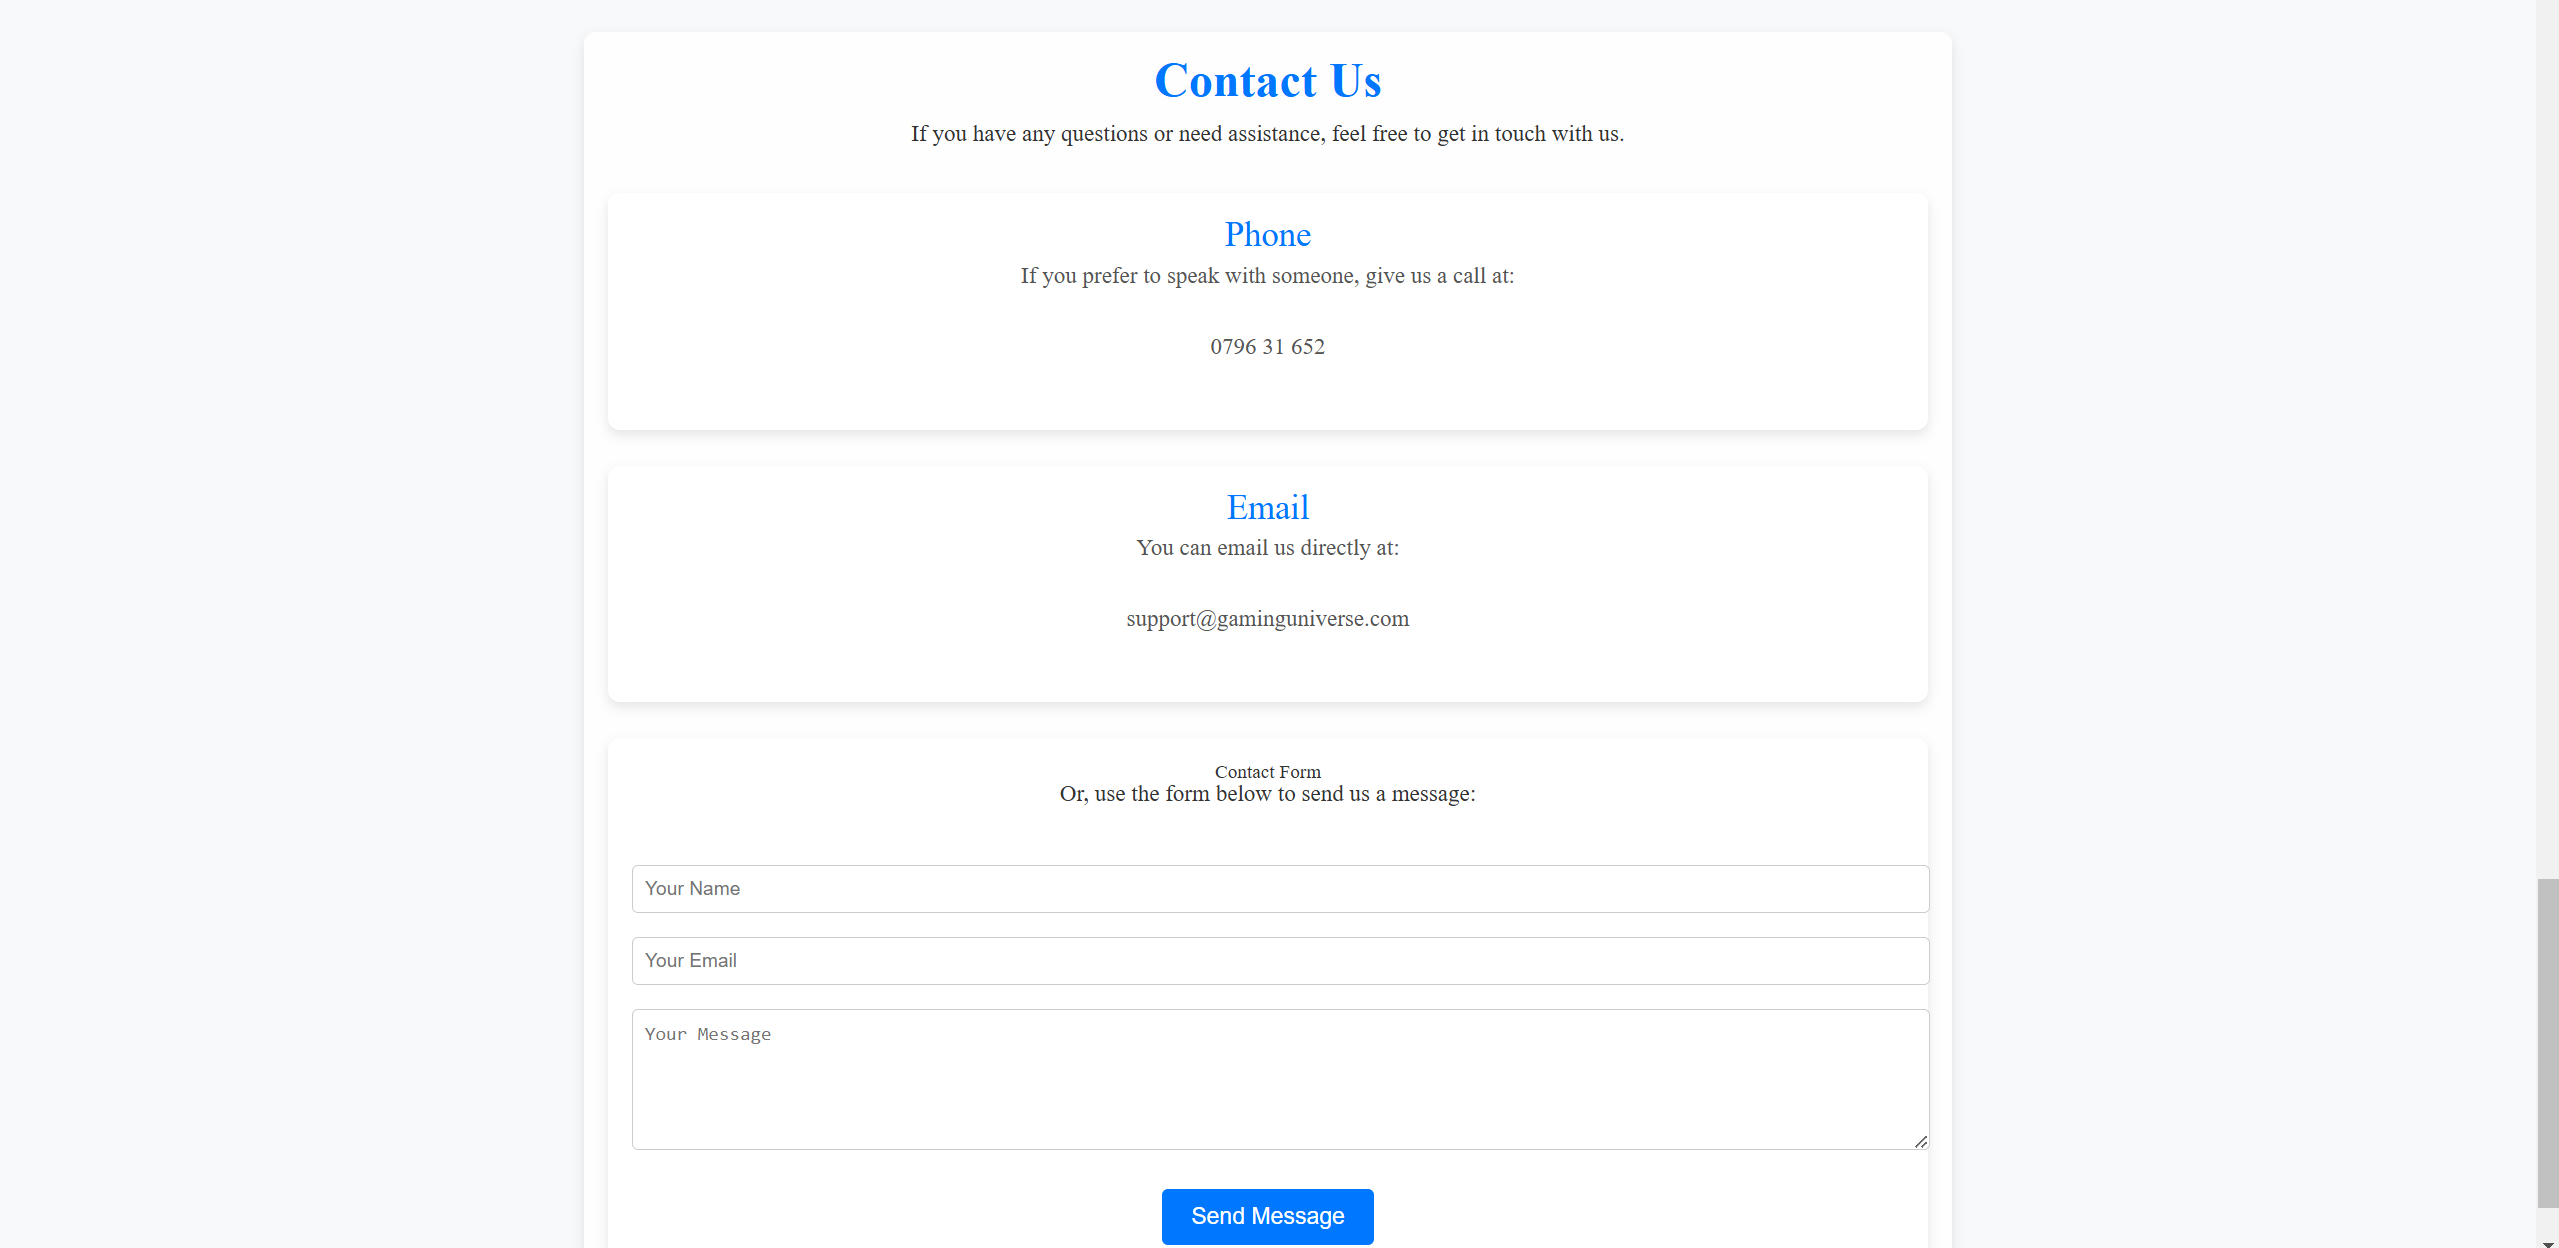 Contact Us
If you have any questions or need assistance, feel free to get in touch with us.
Phone
If you prefer to speak with someone, give us a call at:
0796 31 652
Email
You can email us directly at:
support@gaminguniverse.com
Contact Form
Or, use the form below to send us a message:
Your Name
Your Email
Your Message
Send Message